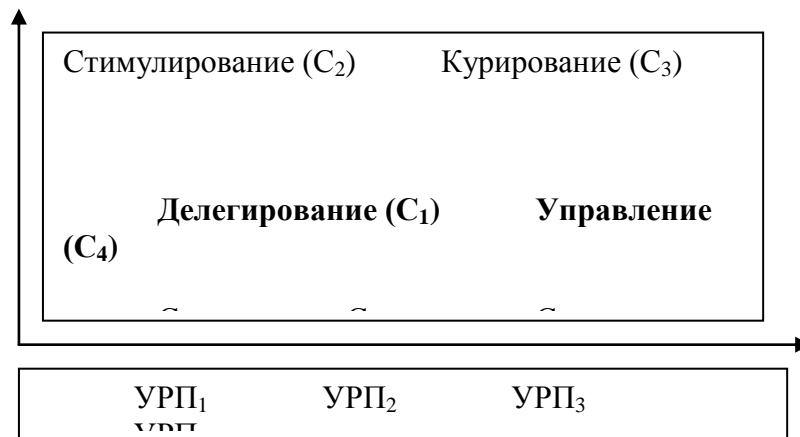 Стимулирование (С₂) Курирование (С₃)
Делегирование (С₁) Управление
(С₄)
УРП₁ УРП₂ УРП₃